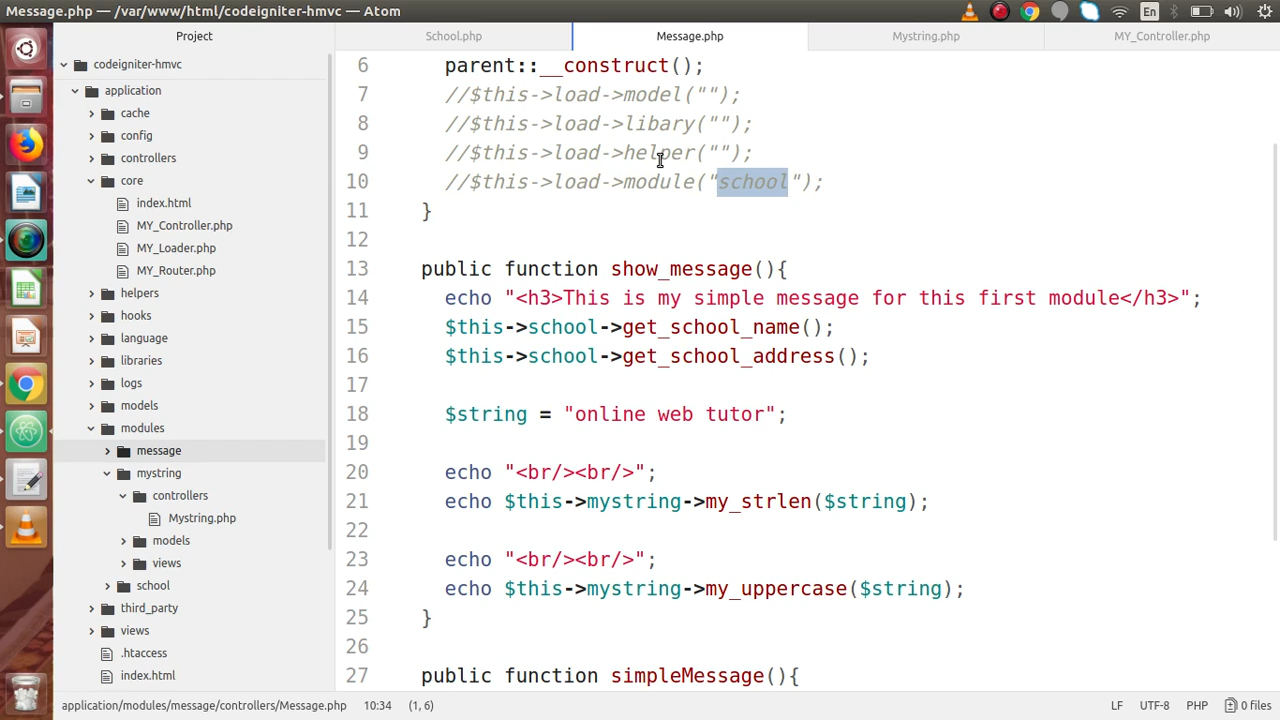 Message.php — /var/www/html/codeigniter-hmvc — Atom
En
Project
School.php
Message.php
Mystring.php
MY_Controller.php
codeigniter-hmvc
application
cache
config
controllers
core
index.html
MY_Controller.php
MY_Loader.php
MY_Router.php
helpers
hooks
language
libraries
logs
models
modules
message
mystring
controllers
Mystring.php
models
views
school
third_party
views
.htaccess
index.html
6 parent::__construct();
7 //$this->load->model("");
8 //$this->load->libary("");
9 //$this->load->helper("");
10 //$this->load->module("school");
11 }
12
13 public function show_message(){
14 echo "<h3>This is my simple message for this first module</h3>";
15 $this->school->get_school_name();
16 $this->school->get_school_address();
17
18 $string = "online web tutor";
19
20 echo "<br/><br/>";
21 echo $this->mystring->my_strlen($string);
22
23 echo "<br/><br/>";
24 echo $this->mystring->my_uppercase($string);
25 }
26
27 public function simpleMessage(){
application/modules/message/controllers/Message.php 10:34 (1, 6) LF UTF-8 PHP 0 files